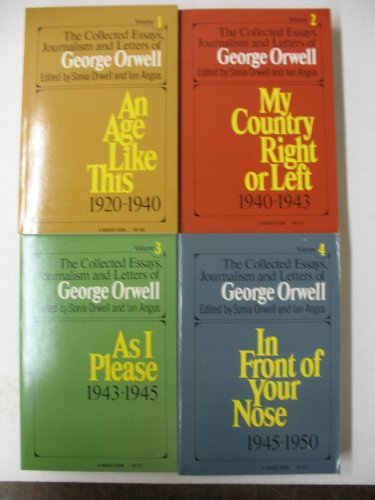 Volume 1
The Collected Essays,
Journalism and Letters of
George Orwell
Edited by Sonia Orwell and Ian Angus
An
Age
Like
This
1920-1940
Volume 2
The Collected Essays,
Journalism and Letters of
George Orwell
Edited by Sonia Orwell and Ian Angus
My
Country
Right
or Left
1940-1943
Volume 3
The Collected Essays,
Journalism and Letters of
George Orwell
Edited by Sonia Orwell and Ian Angus
As I
Please
1943-1945
Volume 4
The Collected Essays,
Journalism and Letters of
George Orwell
Edited by Sonia Orwell and Ian Angus
In
Front of
Your
Nose
1945-1950